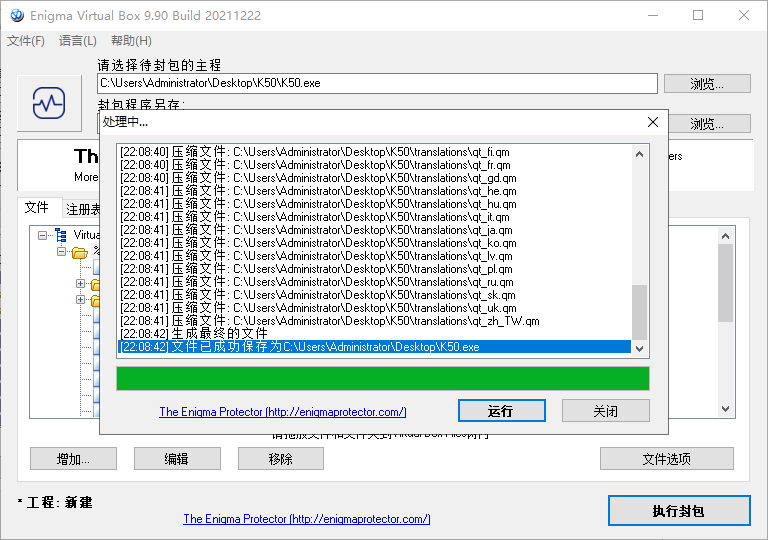 Enigma Virtual Box 9.90 Build 20211222
文件(F) 语言(L) 帮助(H)
请选择待封包的主程
C:\Users\Administrator\Desktop\K50\K50.exe
浏览...
封包程序另存:
浏览...
处理中...
[22:08:40] 压缩文件: C:\Users\Administrator\Desktop\K50\translations\qt_fi.qm
[22:08:40] 压缩文件: C:\Users\Administrator\Desktop\K50\translations\qt_fr.qm
[22:08:40] 压缩文件: C:\Users\Administrator\Desktop\K50\translations\qt_gd.qm
[22:08:41] 压缩文件: C:\Users\Administrator\Desktop\K50\translations\qt_he.qm
[22:08:41] 压缩文件: C:\Users\Administrator\Desktop\K50\translations\qt_hu.qm
[22:08:41] 压缩文件: C:\Users\Administrator\Desktop\K50\translations\qt_it.qm
[22:08:41] 压缩文件: C:\Users\Administrator\Desktop\K50\translations\qt_ja.qm
[22:08:41] 压缩文件: C:\Users\Administrator\Desktop\K50\translations\qt_ko.qm
[22:08:41] 压缩文件: C:\Users\Administrator\Desktop\K50\translations\qt_lv.qm
[22:08:41] 压缩文件: C:\Users\Administrator\Desktop\K50\translations\qt_pl.qm
[22:08:41] 压缩文件: C:\Users\Administrator\Desktop\K50\translations\qt_ru.qm
[22:08:41] 压缩文件: C:\Users\Administrator\Desktop\K50\translations\qt_sk.qm
[22:08:41] 压缩文件: C:\Users\Administrator\Desktop\K50\translations\qt_uk.qm
[22:08:41] 压缩文件: C:\Users\Administrator\Desktop\K50\translations\qt_zh_TW.qm
[22:08:42] 生成最终的文件
[22:08:42] 文件已成功保存为C:\Users\Administrator\Desktop\K50.exe
The Enigma Protector (http://enigmaprotector.com/)
运行 关闭
Th
More
ers
文件 注册表
Virtua
%
增加... 编辑 移除 文件选项
* 工程: 新建
The Enigma Protector (http://enigmaprotector.com/)
执行封包